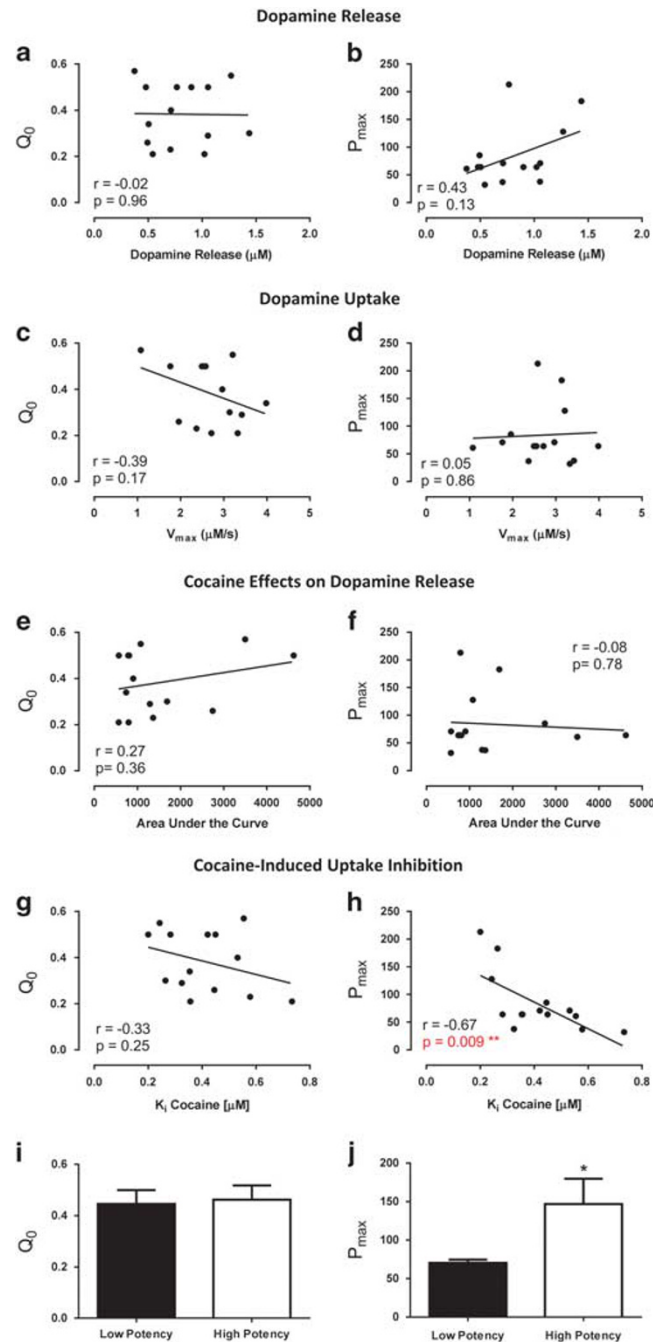 Dopamine Release
a
b
Q0
0.6
0.4
0.2
0.0
r = -0.02
p = 0.96
0.0 0.5 1.0 1.5 2.0
Dopamine Release (μM)
Pmax
250
200
150
100
50
0
r = 0.43
p = 0.13
0.0 0.5 1.0 1.5 2.0
Dopamine Release (μM)
Dopamine Uptake
c
d
Q0
0.6
0.4
0.2
0.0
r = -0.39
p = 0.17
0 1 2 3 4 5
Vmax (μM/s)
Pmax
250
200
150
100
50
0
r = 0.05
p = 0.86
0 1 2 3 4 5
Vmax (μM/s)
Cocaine Effects on Dopamine Release
e
f
Q0
0.6
0.4
0.2
0.0
r = 0.27
p= 0.36
0 1000 2000 3000 4000 5000
Area Under the Curve
Pmax
250
200
150
100
50
0
r = -0.08
p= 0.78
0 1000 2000 3000 4000 5000
Area Under the Curve
Cocaine-Induced Uptake Inhibition
g
h
Q0
0.6
0.4
0.2
0.0
r = -0.33
p = 0.25
0.0 0.2 0.4 0.6 0.8
Ki Cocaine [μM]
Pmax
250
200
150
100
50
0
r = -0.67
p = 0.009 **
0.0 0.2 0.4 0.6 0.8
Ki Cocaine [μM]
i
j
Q0
0.6
0.4
0.2
0.0
Low Potency High Potency
Pmax
200
150
100
50
0
*
Low Potency High Potency